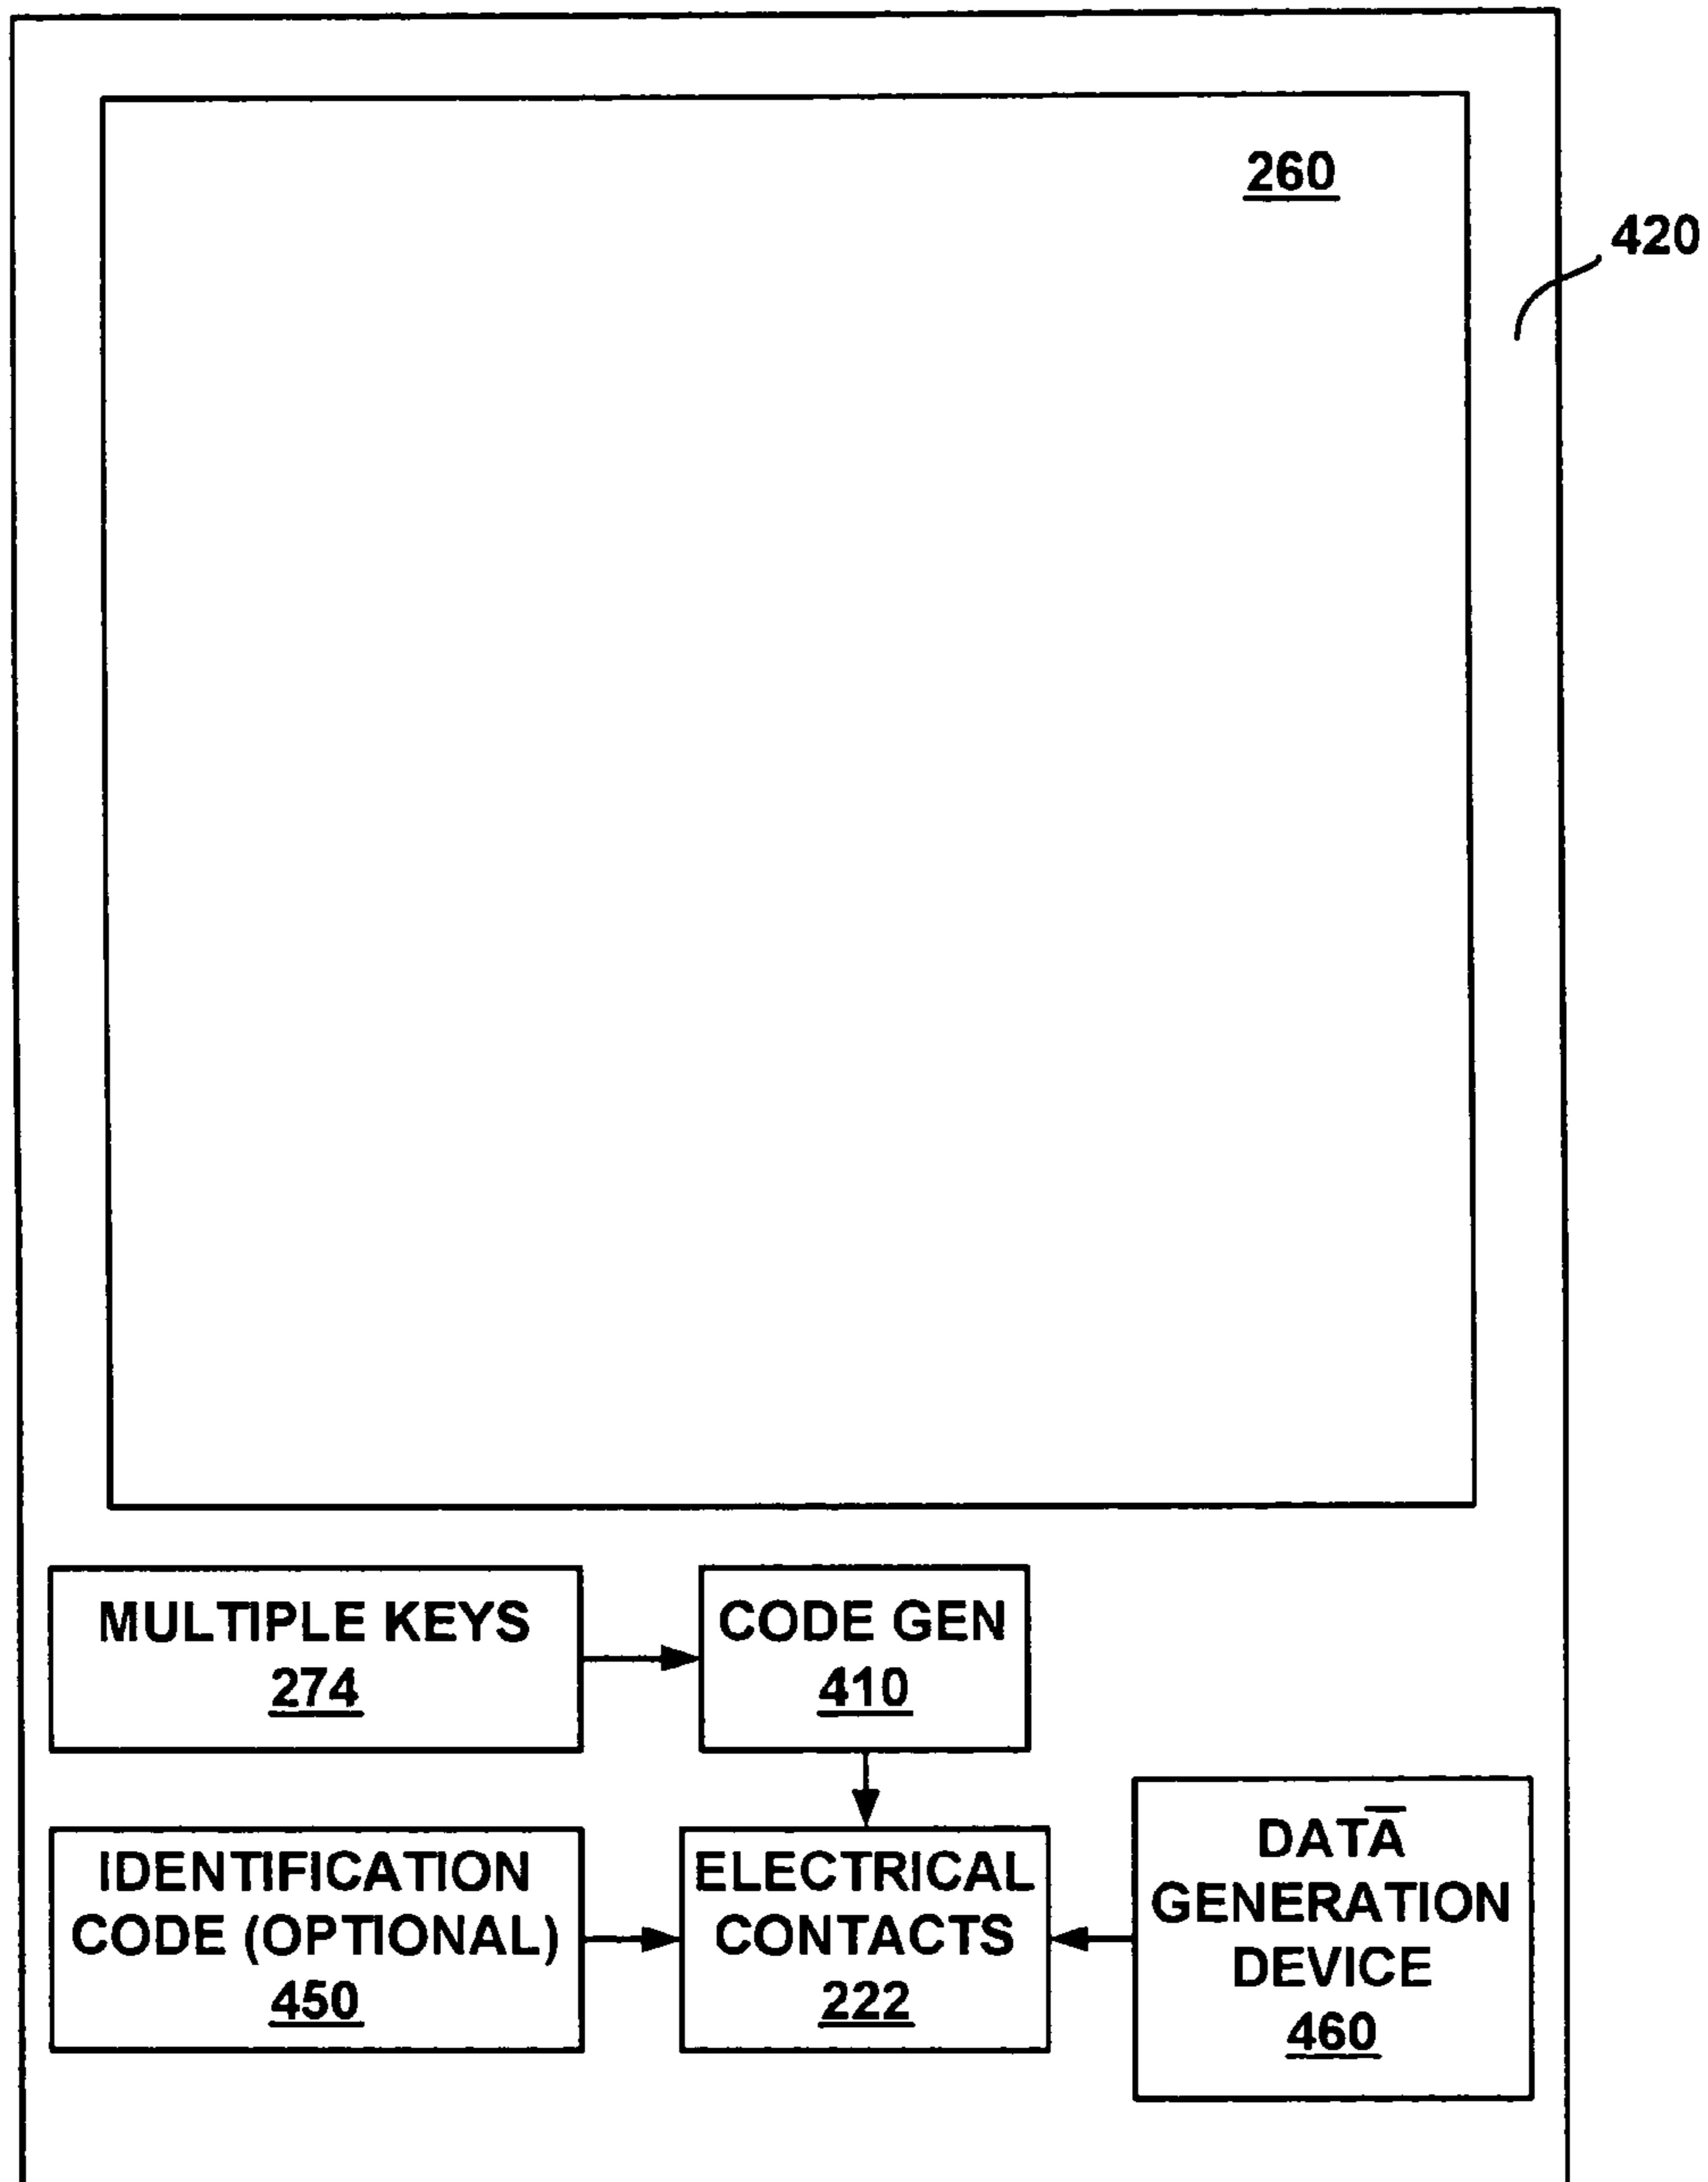 260
420
MULTIPLE KEYS
274
CODE GEN
410
IDENTIFICATION
CODE (OPTIONAL)
450
ELECTRICAL
CONTACTS
222
DATA
GENERATION
DEVICE
460